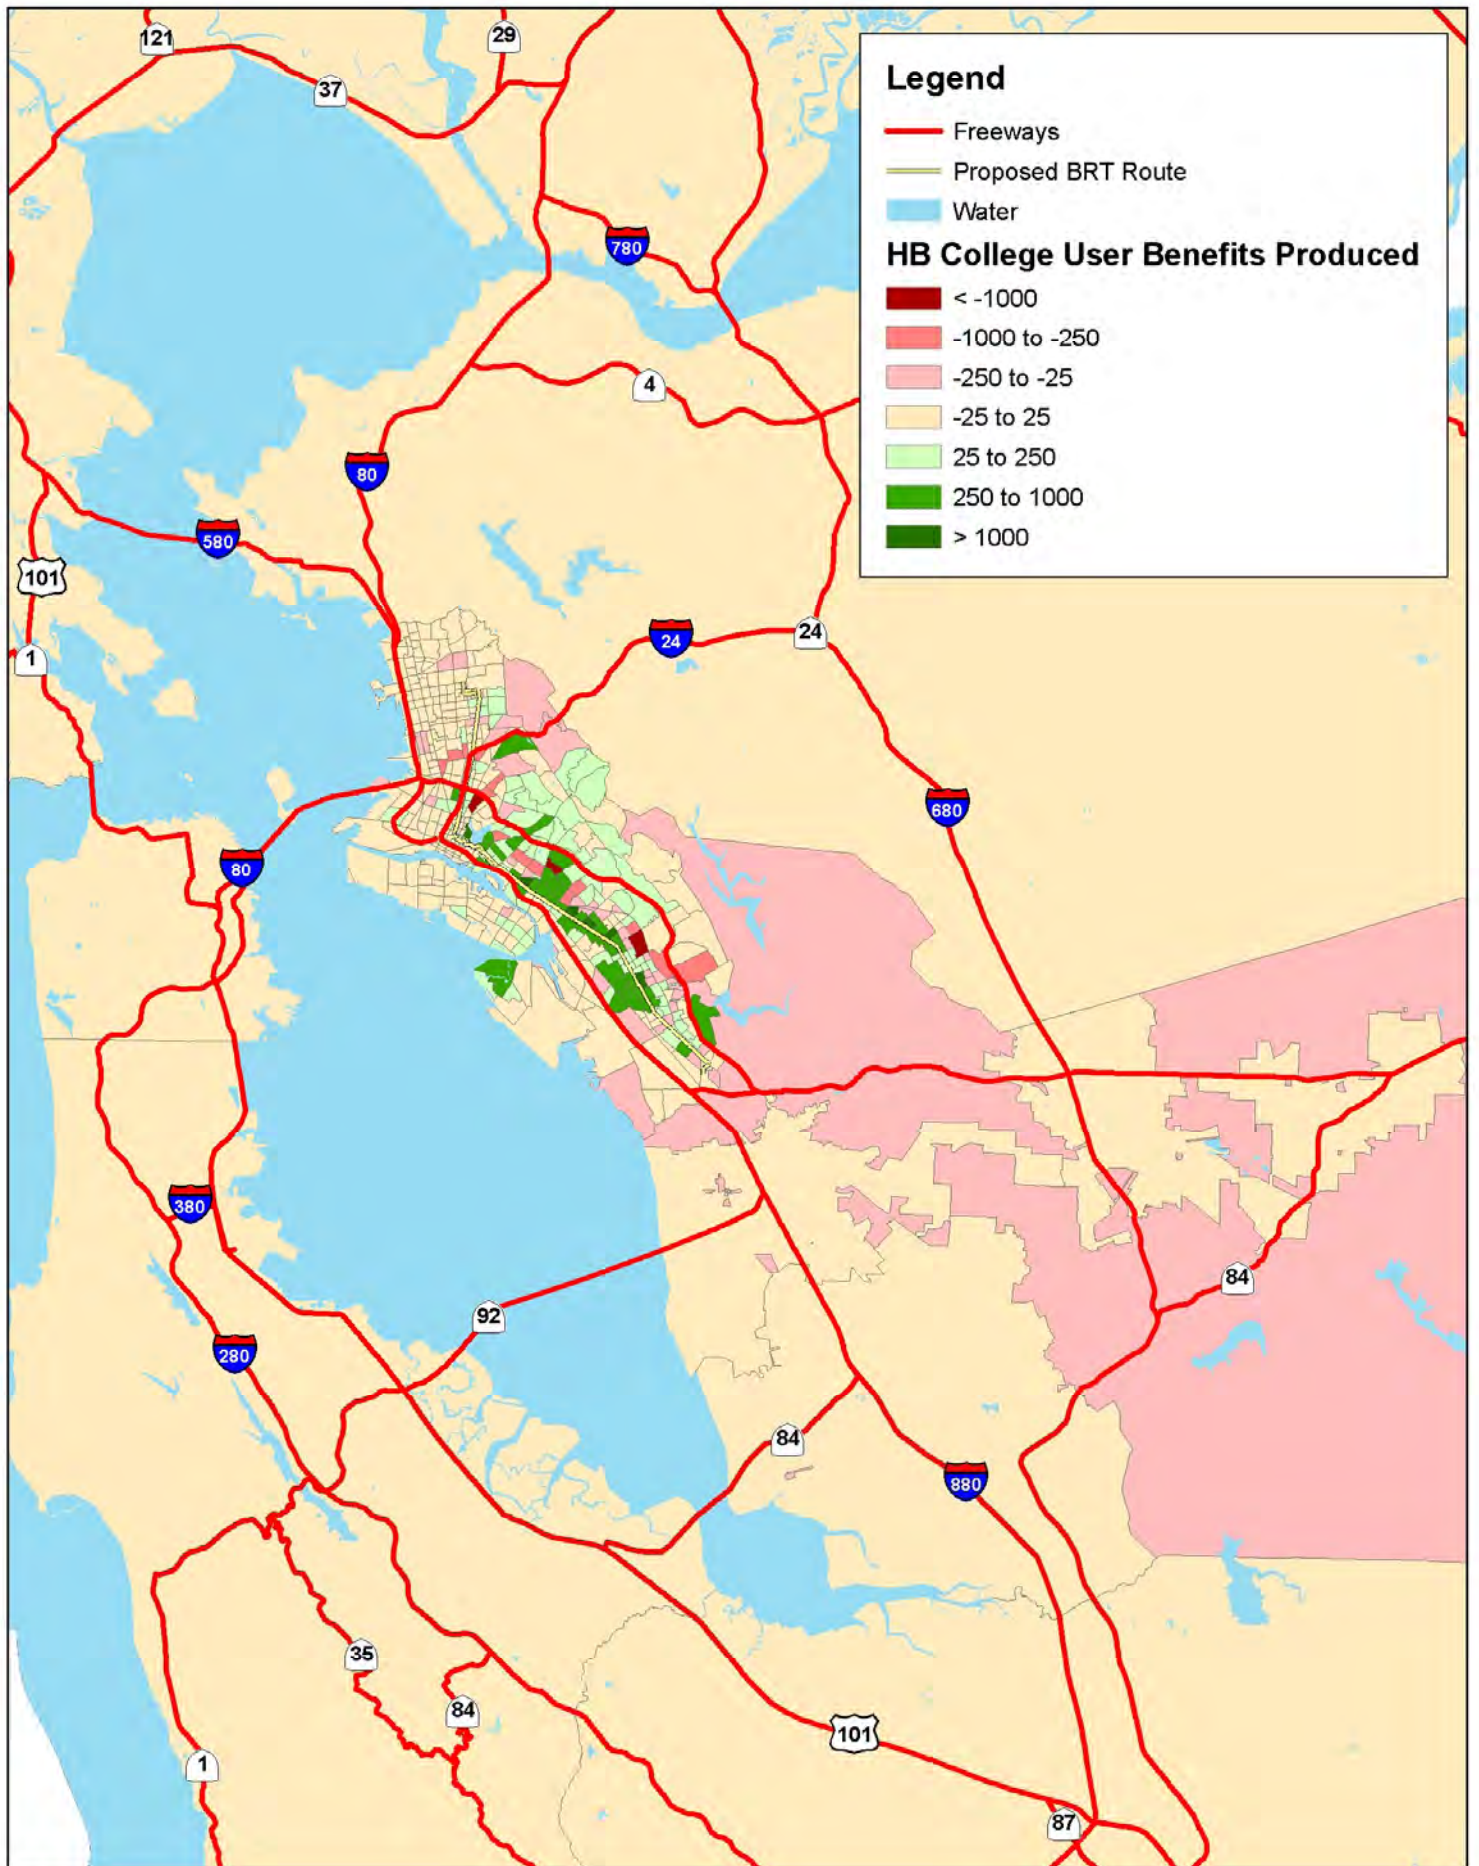 121
29
37
Legend
Freeways
Proposed BRT Route
Water
HB College User Benefits Produced
< -1000
-1000 to -250
-250 to -25
-25 to 25
25 to 250
250 to 1000
> 1000
780
4
80
580
101
1
24
24
680
80
380
84
92
280
84
880
35
84
101
1
87